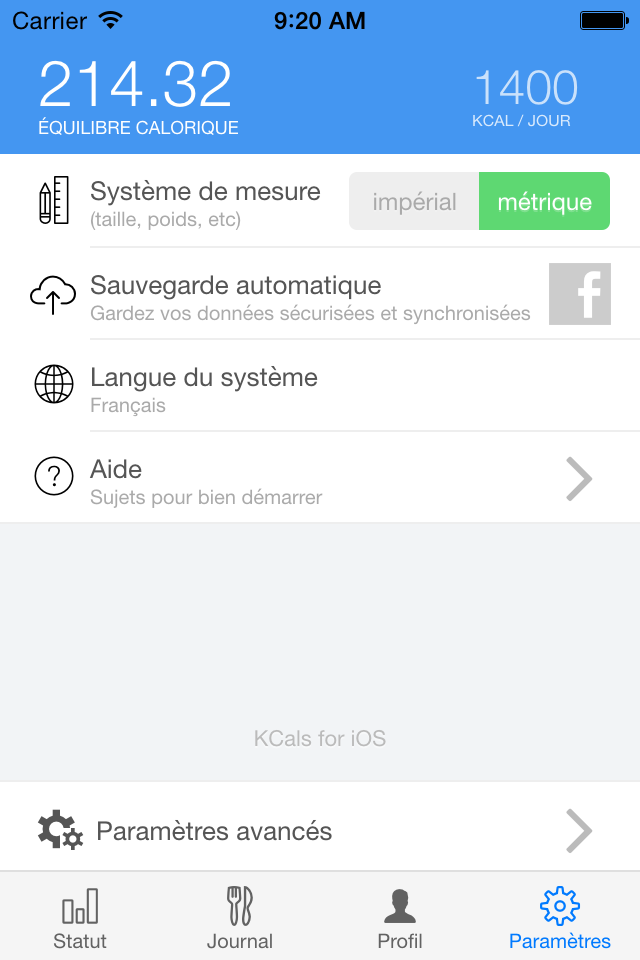 Carrier 9:20 AM
214.32 1400
ÉQUILIBRE CALORIQUE KCAL / JOUR
Système de mesure impérial métrique
(taille, poids, etc)
Sauvegarde automatique
Gardez vos données sécurisées et synchronisées
Langue du système
Français
Aide
Sujets pour bien démarrer
KCals for iOS
Paramètres avancés
Statut Journal Profil Paramètres